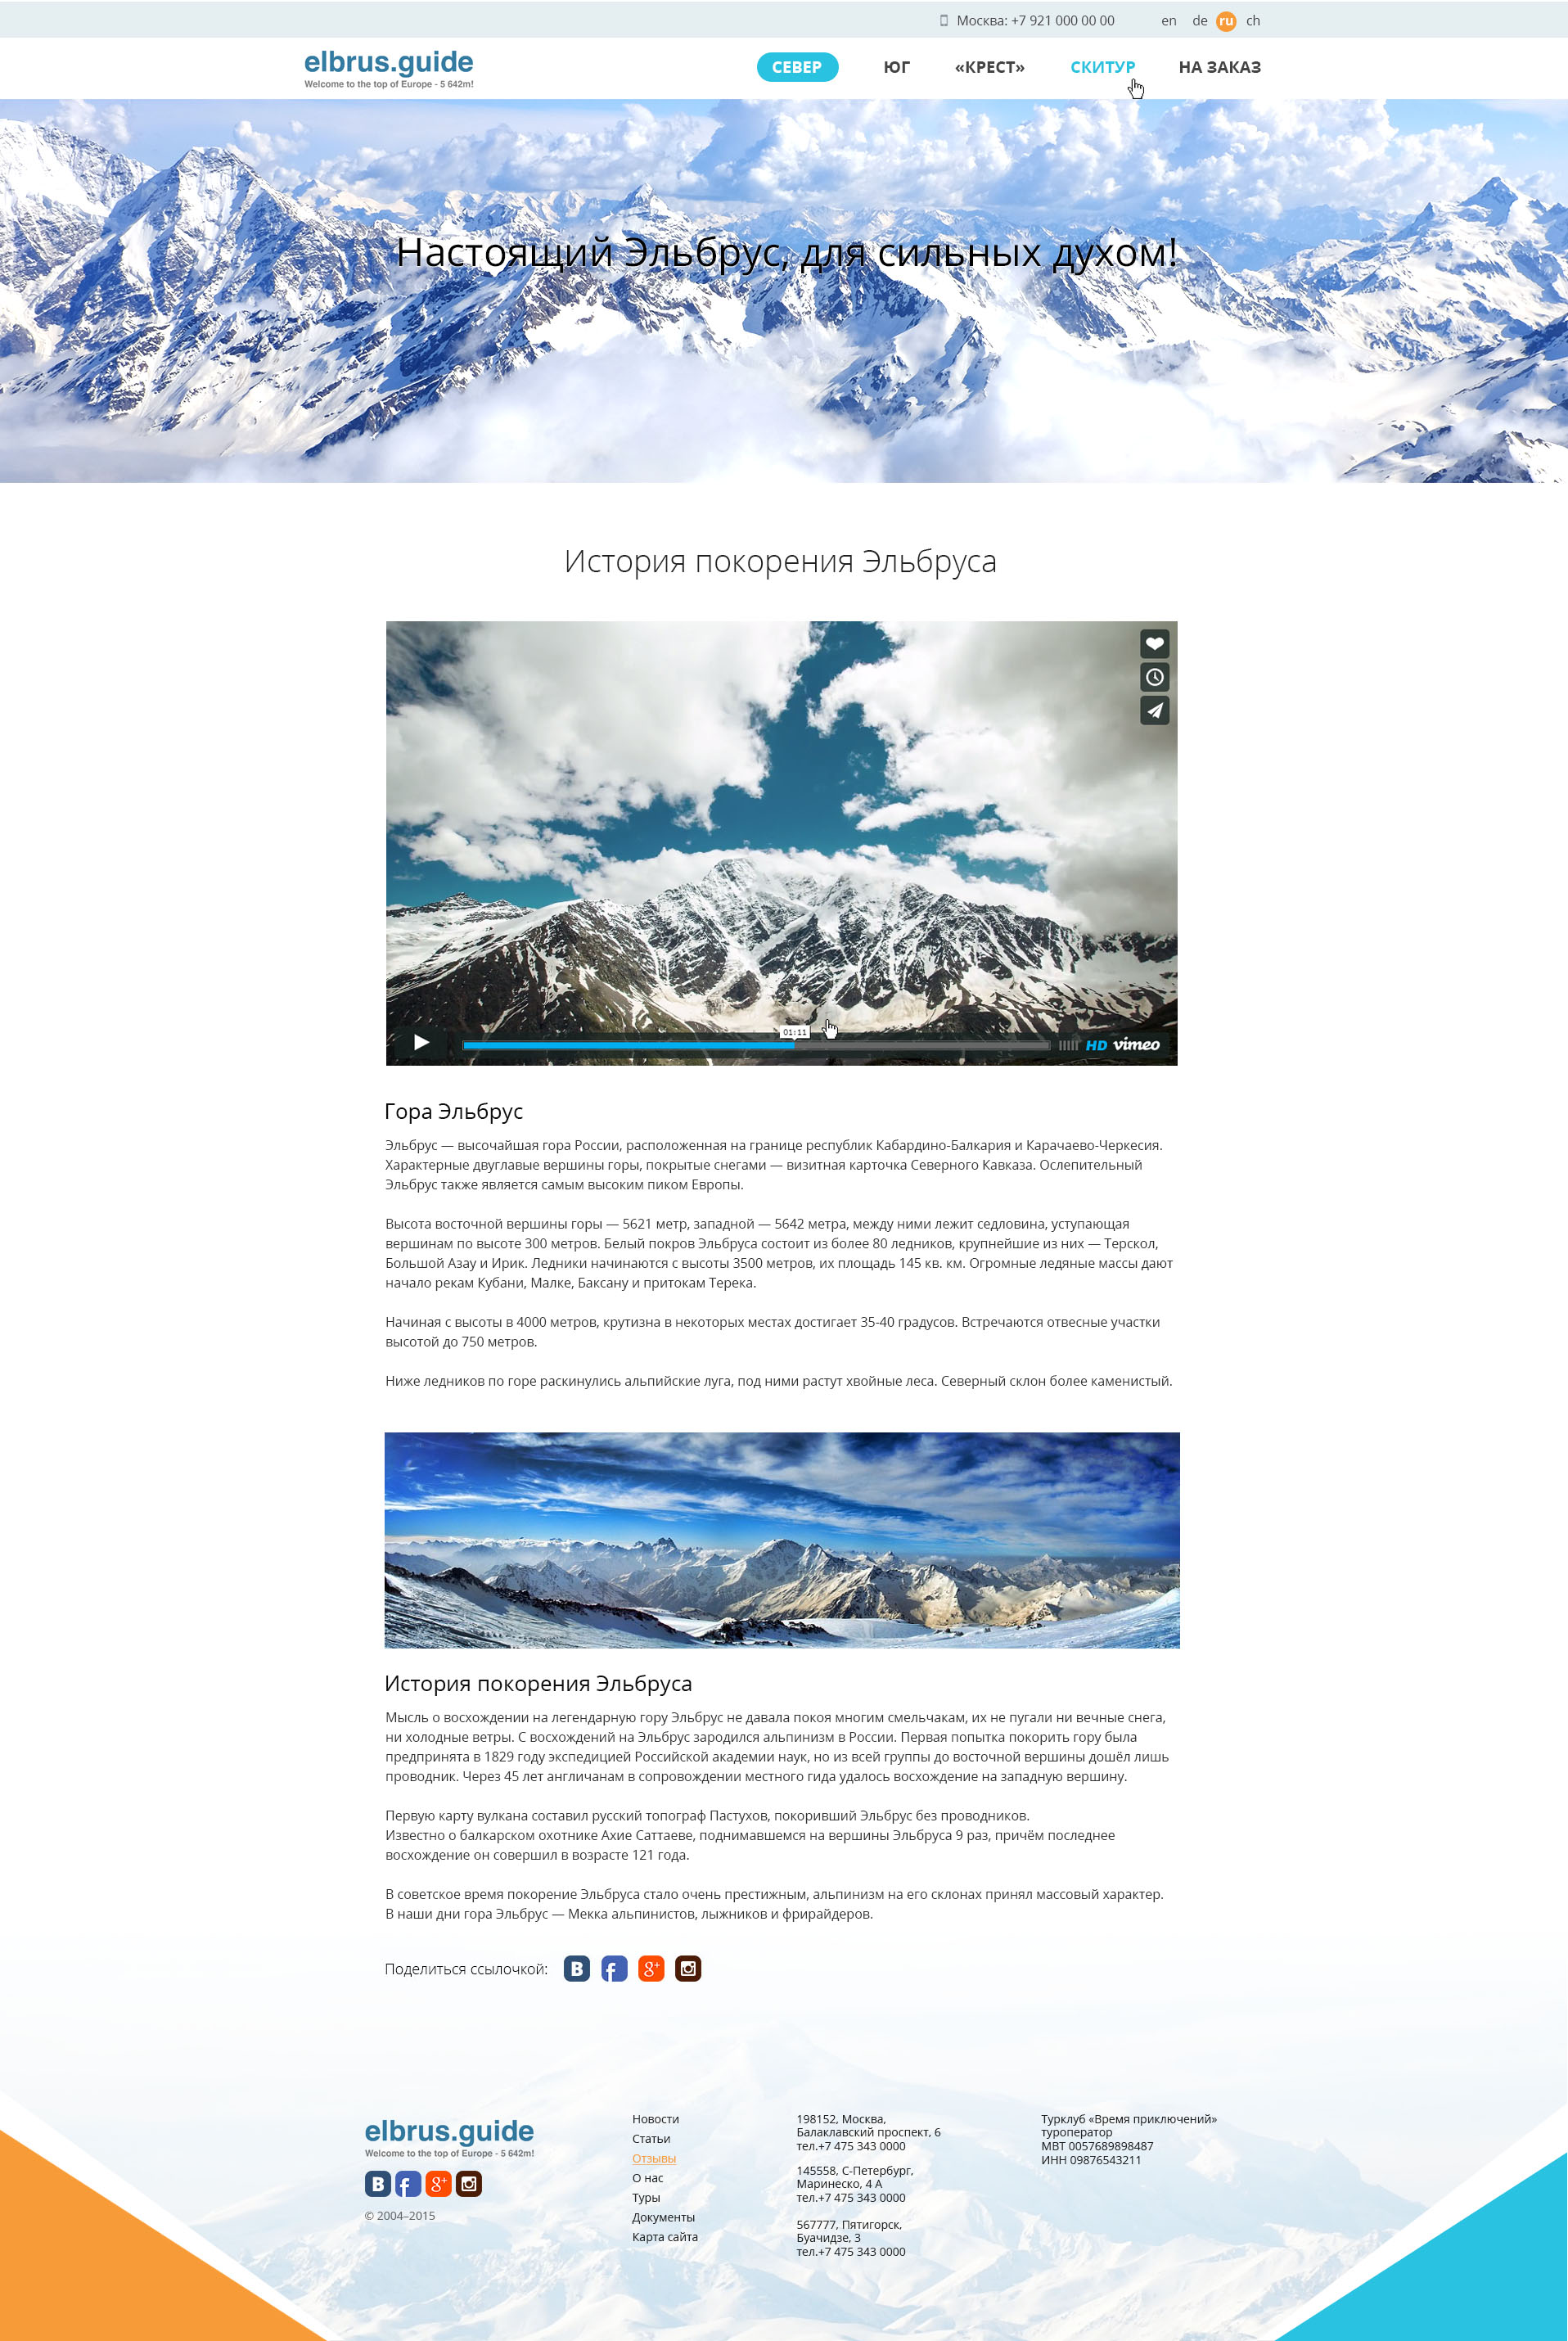 Москва: +7 921 000 00 00 en de ru ch
elbrus.guide
Welcome to the top of Europe - 5 642m!
СЕВЕР ЮГ «КРЕСТ» СКИТУР НА ЗАКАЗ
Настоящий Эльбрус, для сильных духом!
История покорения Эльбруса
01:11
HD vimeo
Гора Эльбрус
Эльбрус — высочайшая гора России, расположенная на границе республик Кабардино-Балкария и Карачаево-Черкесия.
Характерные двуглавые вершины горы, покрытые снегами — визитная карточка Северного Кавказа. Ослепительный
Эльбрус также является самым высоким пиком Европы.
Высота восточной вершины горы — 5621 метр, западной — 5642 метра, между ними лежит седловина, уступающая
вершинам по высоте 300 метров. Белый покров Эльбруса состоит из более 80 ледников, крупнейшие из них — Терскол,
Большой Азау и Ирик. Ледники начинаются с высоты 3500 метров, их площадь 145 кв. км. Огромные ледяные массы дают
начало рекам Кубани, Малке, Баксану и притокам Терека.
Начиная с высоты в 4000 метров, крутизна в некоторых местах достигает 35-40 градусов. Встречаются отвесные участки
высотой до 750 метров.
Ниже ледников по горе раскинулись альпийские луга, под ними растут хвойные леса. Северный склон более каменистый.
История покорения Эльбруса
Мысль о восхождении на легендарную гору Эльбрус не давала покоя многим смельчакам, их не пугали ни вечные снега,
ни холодные ветры. С восхождений на Эльбрус зародился альпинизм в России. Первая попытка покорить гору была
предпринята в 1829 году экспедицией Российской академии наук, но из всей группы до восточной вершины дошёл лишь
проводник. Через 45 лет англичанам в сопровождении местного гида удалось восхождение на западную вершину.
Первую карту вулкана составил русский топограф Пастухов, покоривший Эльбрус без проводников.
Известно о балкарском охотнике Ахие Саттаеве, поднимавшемся на вершины Эльбруса 9 раз, причём последнее
восхождение он совершил в возрасте 121 года.
В советское время покорение Эльбруса стало очень престижным, альпинизм на его склонах принял массовый характер.
В наши дни гора Эльбрус — Мекка альпинистов, лыжников и фрирайдеров.
Поделиться ссылочкой:
elbrus.guide
Welcome to the top of Europe - 5 642m!
© 2004–2015
Новости
Статьи
Отзывы
О нас
Туры
Документы
Карта сайта
198152, Москва,
Балаклавский проспект, 6
тел.+7 475 343 0000
145558, С-Петербург,
Маринеско, 4 А
тел.+7 475 343 0000
567777, Пятигорск,
Буачидзе, 3
тел.+7 475 343 0000
Турклуб «Время приключений»
туроператор
МВТ 0057689898487
ИНН 09876543211